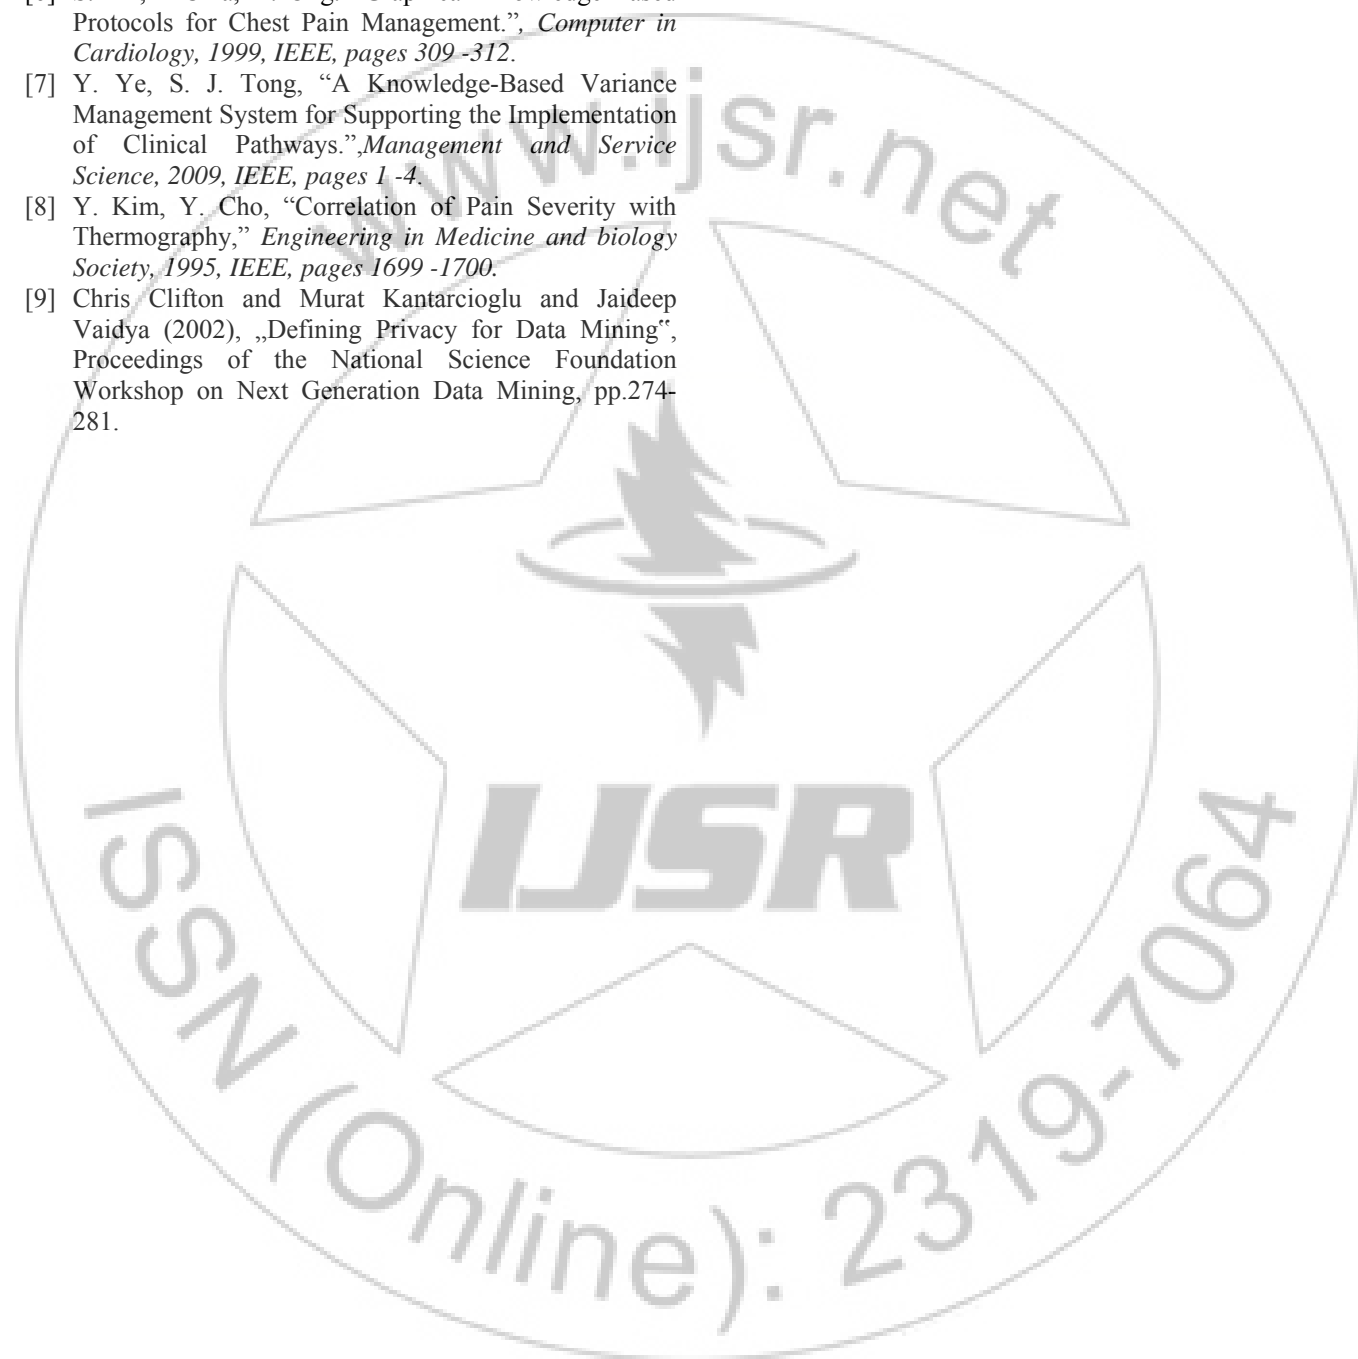 Protocols for Chest Pain Management.”, Computer in
Cardiology, 1999, IEEE, pages 309 -312.
[7] Y. Ye, S. J. Tong, “A Knowledge-Based Variance
Management System for Supporting the Implementation
of Clinical Pathways.”,Management and Service
Science, 2009, IEEE, pages 1 -4.
[8] Y. Kim, Y. Cho, “Correlation of Pain Severity with
Thermography,” Engineering in Medicine and biology
Society, 1995, IEEE, pages 1699 -1700.
[9] Chris Clifton and Murat Kantarcioglu and Jaideep
Vaidya (2002), „Defining Privacy for Data Mining‟,
Proceedings of the National Science Foundation
Workshop on Next Generation Data Mining, pp.274-
281.
www.ijsr.net
IJSR
ISSN (Online): 2319-7064